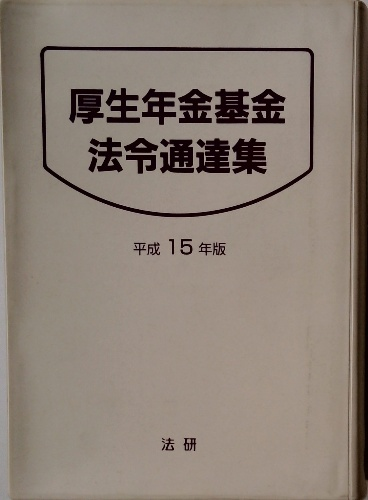 厚生年金基金
法令通達集
平成 15 年版
法研